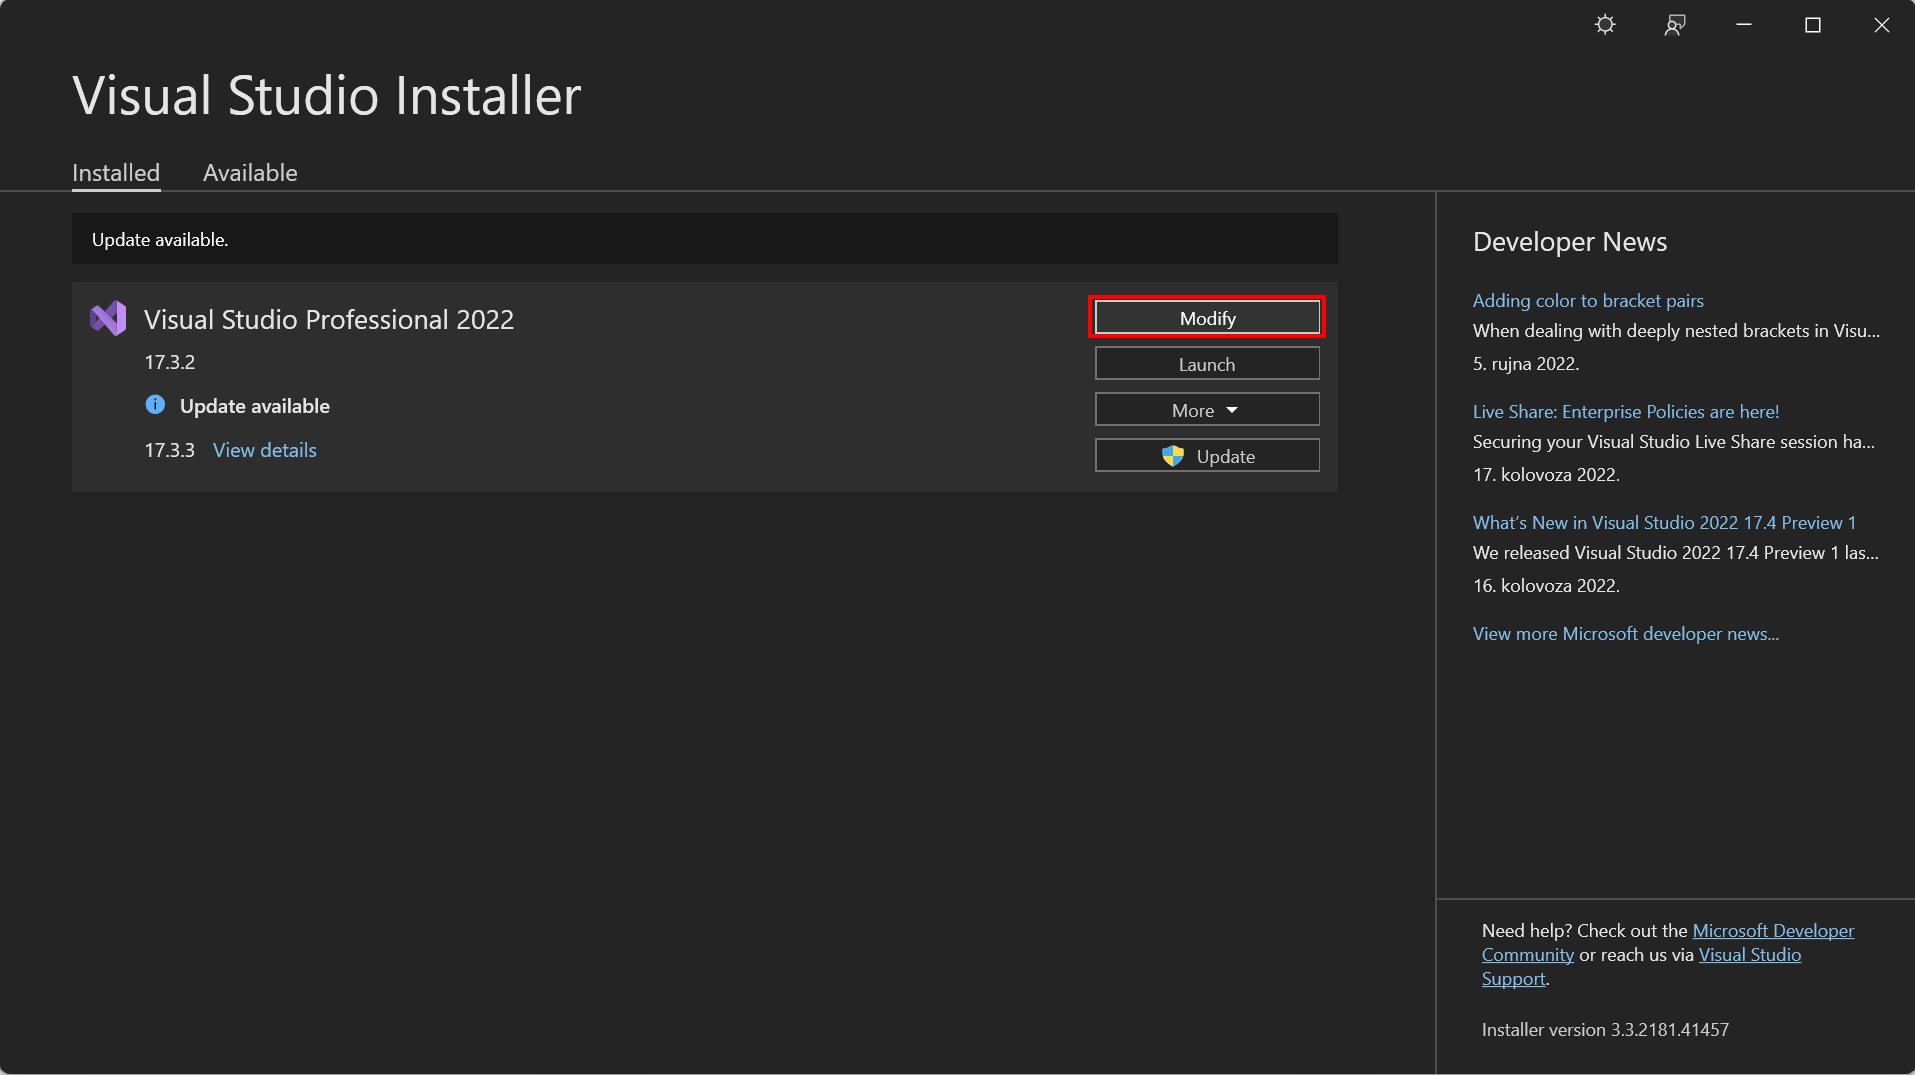 Visual Studio Installer
Installed
Available
Update available.
Visual Studio Professional 2022
17.3.2
Update available
17.3.3 View details
Modify
Launch
More
Update
Developer News
Adding color to bracket pairs
When dealing with deeply nested brackets in Visu...
5. rujna 2022.
Live Share: Enterprise Policies are here!
Securing your Visual Studio Live Share session ha...
17. kolovoza 2022.
What's New in Visual Studio 2022 17.4 Preview 1
We released Visual Studio 2022 17.4 Preview 1 las...
16. kolovoza 2022.
View more Microsoft developer news...
Need help? Check out the Microsoft Developer
Community or reach us via Visual Studio
Support.
Installer version 3.3.2181.41457